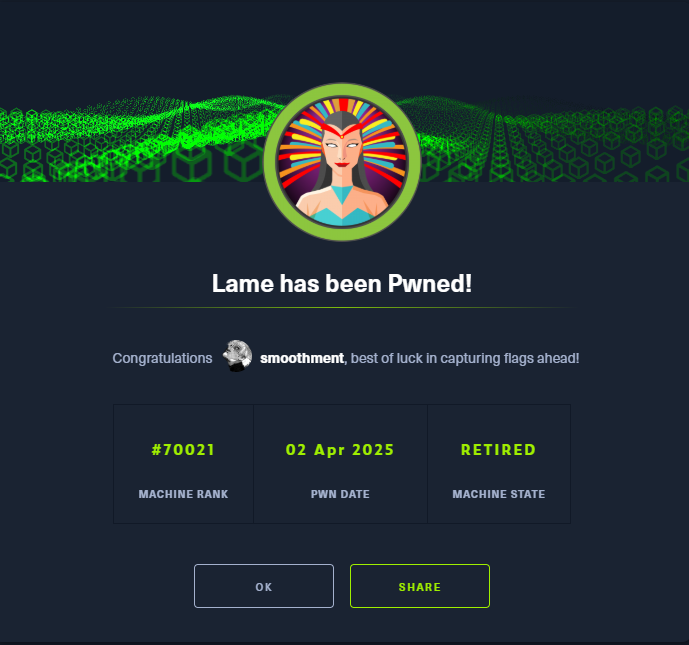 Lame has been Pwned!
Congratulations smoothment, best of luck in capturing flags ahead!
#70021 02 Apr 2025 RETIRED
MACHINE RANK PWN DATE MACHINE STATE
OK SHARE